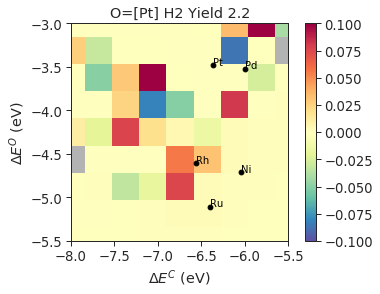 O=[Pt] H2 Yield 2.2
−3.0
−3.5
−4.0
−4.5
−5.0
−5.5
ΔE^O (eV)
Pt
Pd
Rh
Ni
Ru
−8.0 −7.5 −7.0 −6.5 −6.0 −5.5
ΔE^C (eV)
0.100
0.075
0.050
0.025
0.000
−0.025
−0.050
−0.075
−0.100